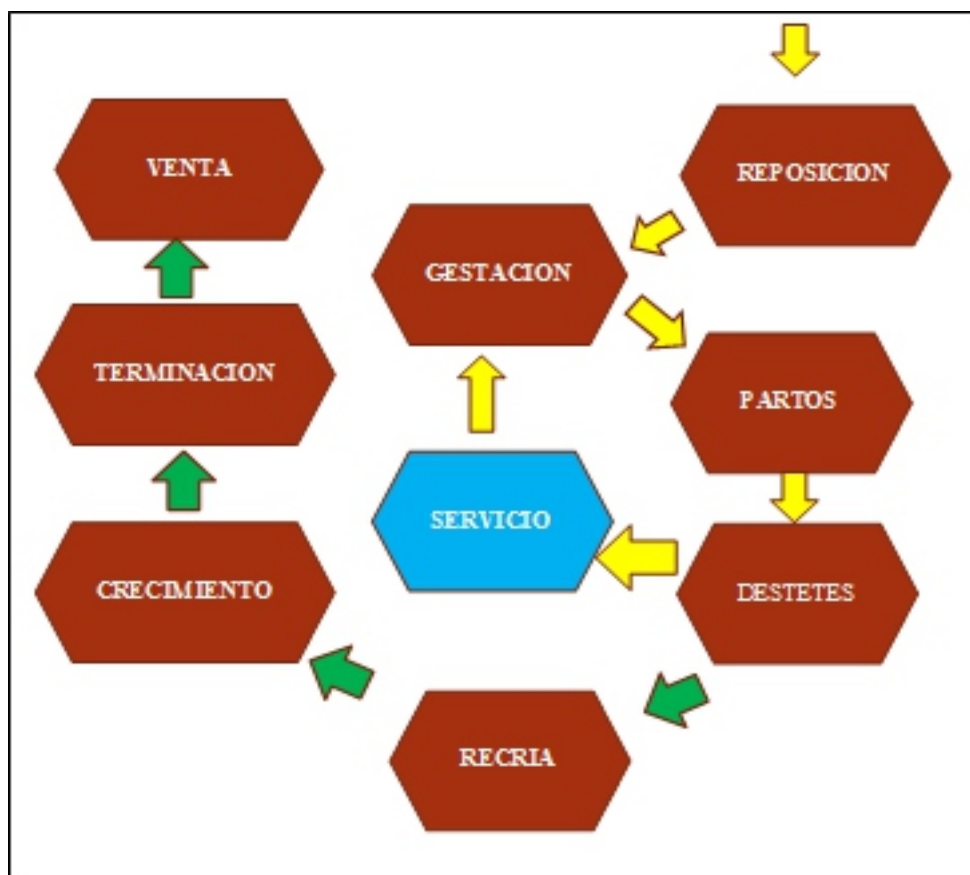 VENTA
REPOSICION
GESTACION
TERMINACION
PARTOS
SERVICIO
CRECIMIENTO
DESTETES
RECRIA